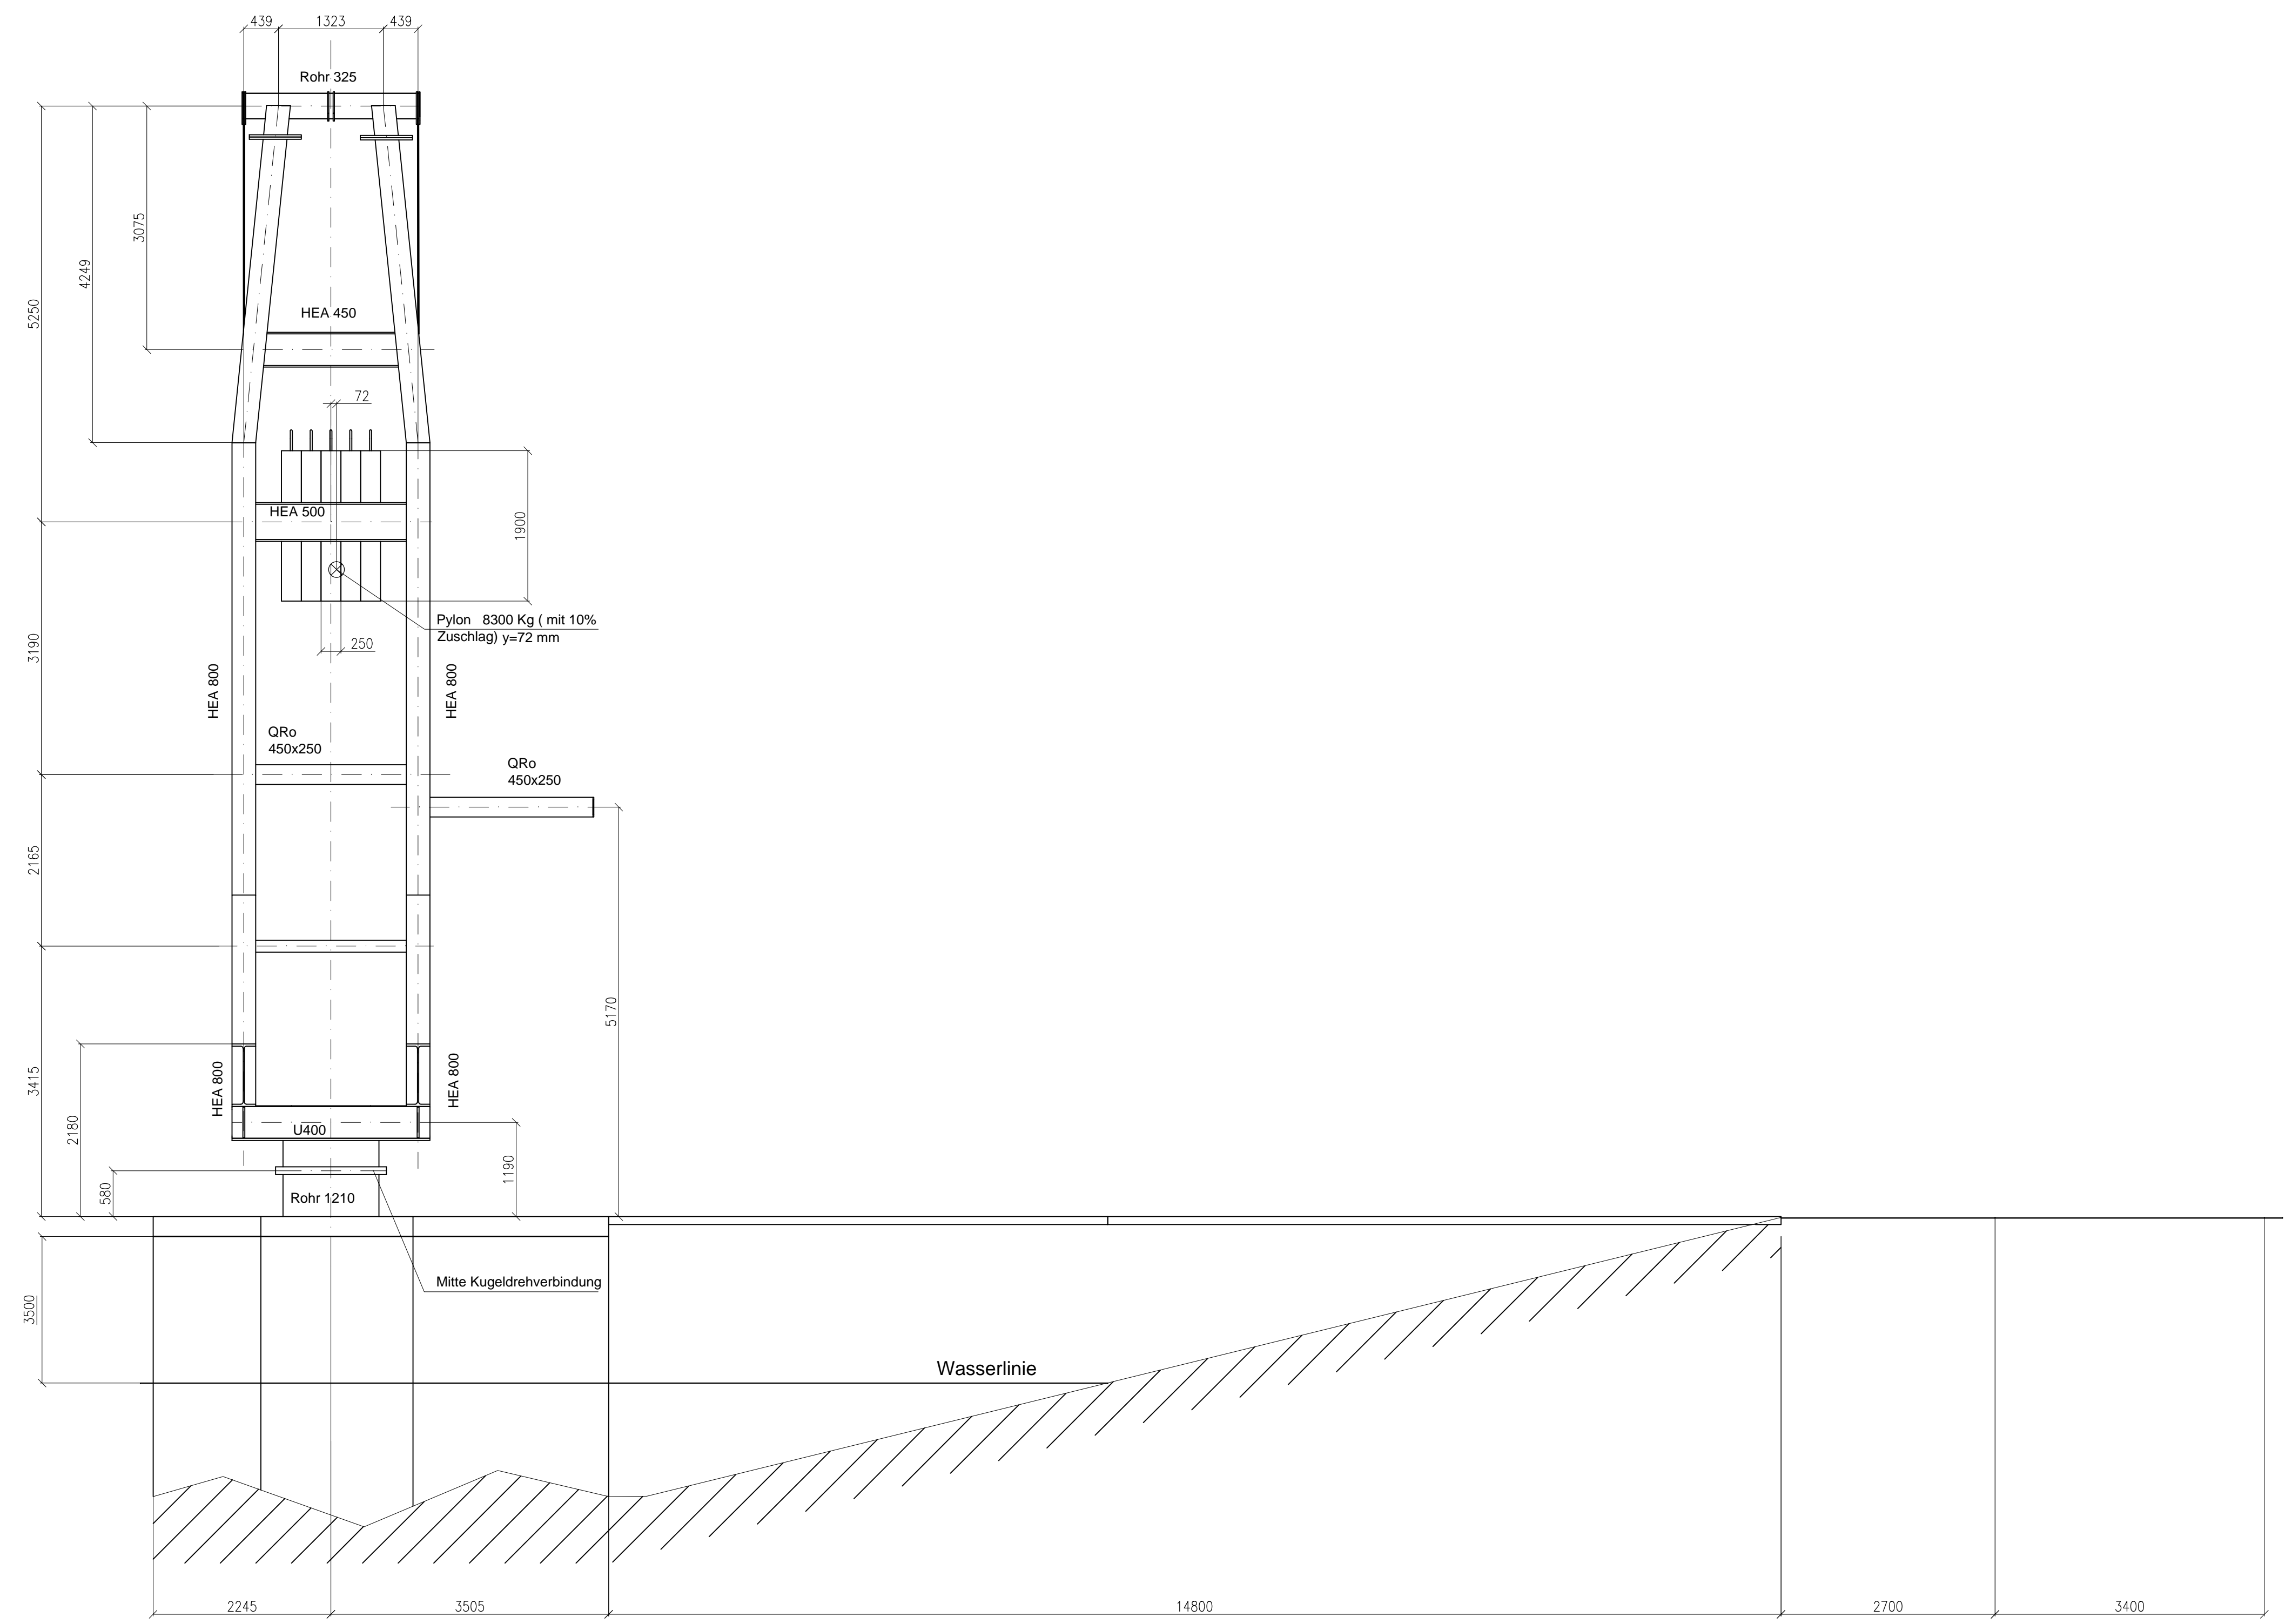 439 1323 439
Rohr 325
3075
4249
5250
HEA 450
72
HEA 500
1900
Pylon 8300 Kg ( mit 10%
Zuschlag) y=72 mm
250
3190
HEA 800
HEA 800
QRo
450x250
QRo
450x250
2165
5170
3415
2180
HEA 800
HEA 800
U400
1190
580
Rohr 1210
Mitte Kugeldrehverbindung
3500
Wasserlinie
2245 3505 14800 2700 3400